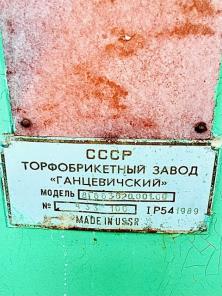 СССР
ТОРФОБРИКЕТНЫЙ ЗАВОД
«ГАНЦЕВИЧСКИЙ»
МОДЕЛЬ
№ IP54 1989
MADE IN USSR